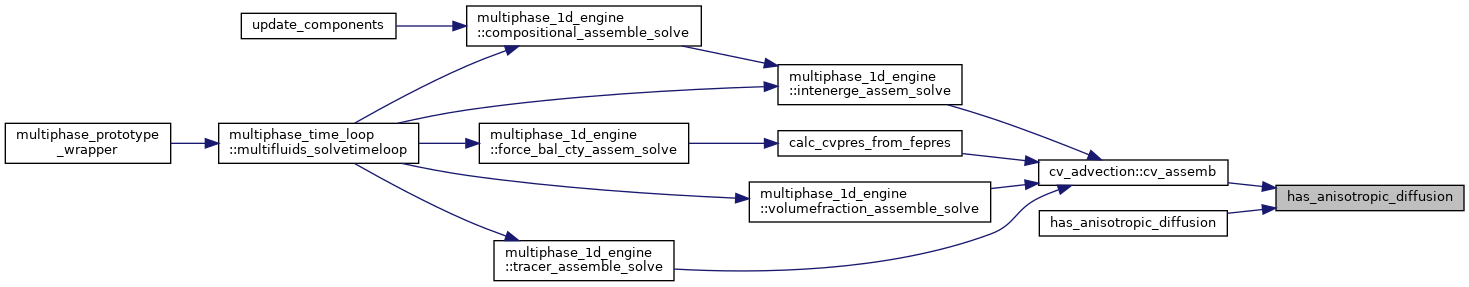 update_components
multiphase_1d_engine
::compositional_assemble_solve
multiphase_1d_engine
::intenerge_assem_solve
multiphase_prototype
_wrapper
multiphase_time_loop
::multifluids_solvetimeloop
multiphase_1d_engine
::force_bal_cty_assem_solve
calc_cvpres_from_fepres
cv_advection::cv_assemb
has_anisotropic_diffusion
multiphase_1d_engine
::volumefraction_assemble_solve
has_anisotropic_diffusion
multiphase_1d_engine
::tracer_assemble_solve